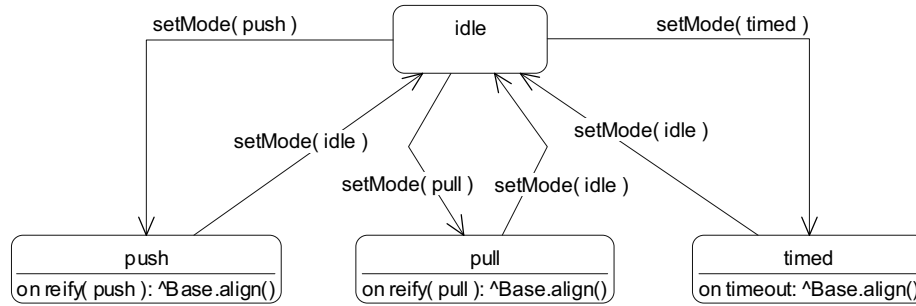 setMode( push )
idle
setMode( timed )
setMode( idle )
setMode( idle )
setMode( pull )
setMode( idle )
push
on reify( push ): ^Base.align()
pull
on reify( pull ): ^Base.align()
timed
on timeout: ^Base.align()